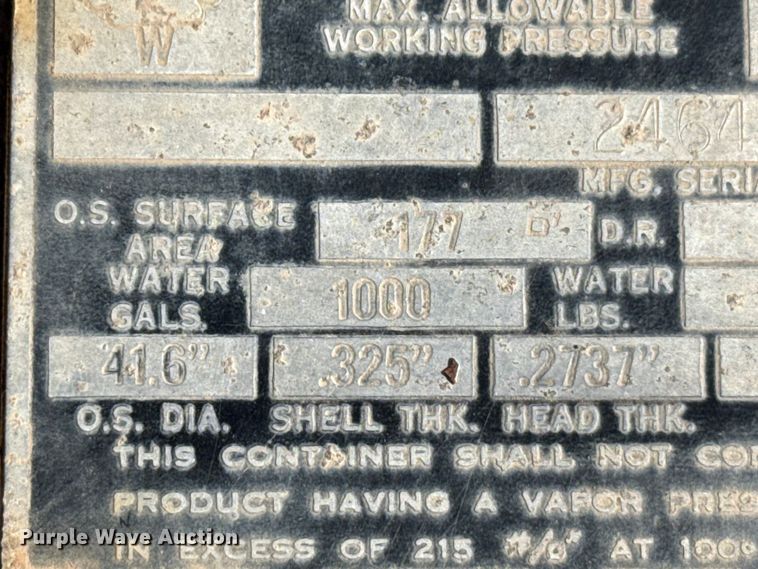 W
MAX. ALLOWABLE
WORKING PRESSURE
2464
MFG. SERI
O.S. SURFACE
AREA
177 □'
D.R.
WATER
GALS.
1000
WATER
LBS.
41.6" .325" .2737"
O.S. DIA. SHELL THK. HEAD THK.
THIS CONTAINER SHALL NOT CO
PRODUCT HAVING A VAPOR PRES
IN EXCESS OF 215 #/□" AT 100°
Purple Wave Auction